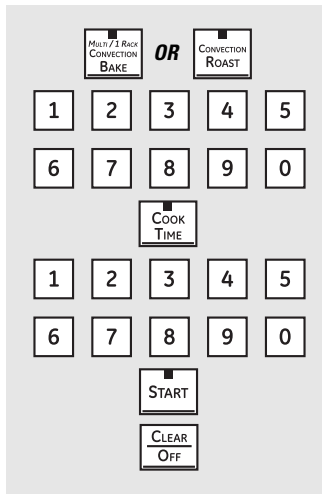 MULTI / 1 RACK
CONVECTION
BAKE
OR
CONVECTION
ROAST
1 2 3 4 5
6 7 8 9 0
COOK
TIME
1 2 3 4 5
6 7 8 9 0
START
CLEAR
OFF